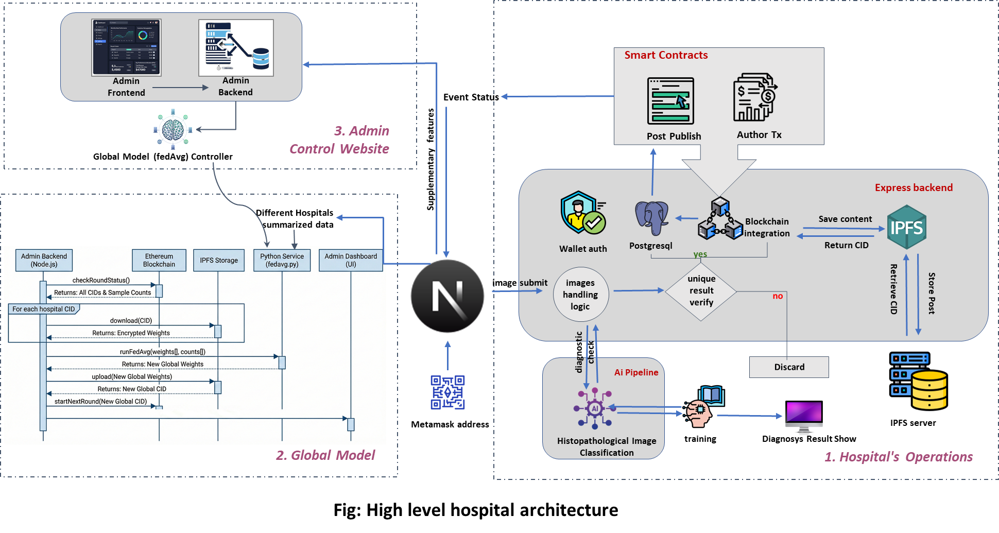 Admin
Frontend
Admin
Backend
Global Model (fedAvg) Controller
3. Admin
Control Website
Supplementary features
Event Status
Smart Contracts
Post Publish
Author Tx
Express backend
Wallet auth
Postgresql
Blockchain
integration
Save content
Return CID
IPFS
yes
image submit
images
handling
logic
unique
result
verify
no
Retrieve CID
Store Post
diagnostic
check
Discard
Ai Pipeline
AI
Histopathological Image
Classification
training
Diagnosys Result Show
IPFS server
1. Hospital's Operations
N
Metamask address
Different Hospitals
summarized data
Admin Backend
(Node.js)
Ethereum
Blockchain
IPFS Storage
Python Service
(fedavg.py)
Admin Dashboard
(UI)
checkRoundStatus()
Returns: All CIDs & Sample Counts
For each hospital CID
download(CID)
Returns: Encrypted Weights
runFedAvg(weights[], counts[])
Returns: New Global Weights
upload(New Global Weights)
Returns: New Global CID
startNextRound(New Global CID)
2. Global Model
Fig: High level hospital architecture